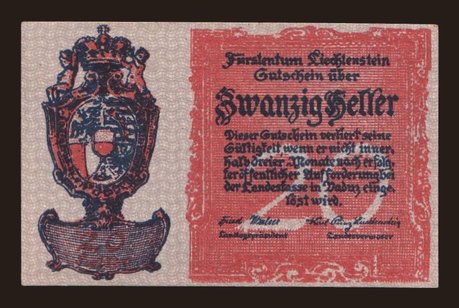 Fürstentum Liechtenstein
Gutschein über
Zwanzig Heller
Dieser Gutschein verliert seine
Gültigkeit wenn er nicht inner,
halb dreier Monate nach erfolg,
ter öffentlicher Aufforderung bei
der Landeskasse in Vaduz einge,
löst wird.
Landespräsident Landesverweser